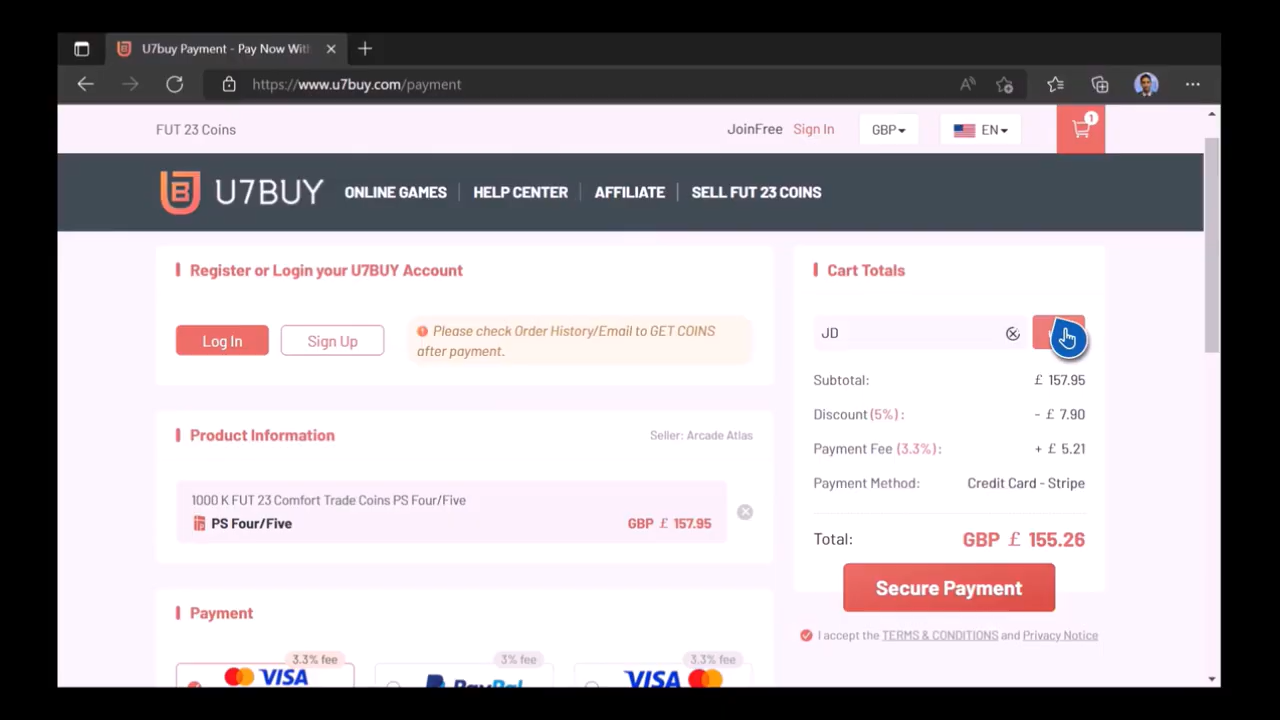 U7buy Payment - Pay Now With
https://www.u7buy.com/payment
FUT 23 Coins
JoinFree Sign In GBP EN 1
U7BUY ONLINE GAMES HELP CENTER AFFILIATE SELL FUT 23 COINS
Register or Login your U7BUY Account
Log In Sign Up
Please check Order History/Email to GET COINS
after payment.
Product Information Seller: Arcade Atlas
1000 K FUT 23 Comfort Trade Coins PS Four/Five
PS Four/Five GBP £ 157.95
Payment
3.3% fee 3% fee 3.3% fee
VISA PayPal VISA
Cart Totals
JD
Subtotal: £ 157.95
Discount (5%) : - £ 7.90
Payment Fee (3.3%) : + £ 5.21
Payment Method: Credit Card - Stripe
Total: GBP £ 155.26
Secure Payment
I accept the TERMS & CONDITIONS and Privacy Notice